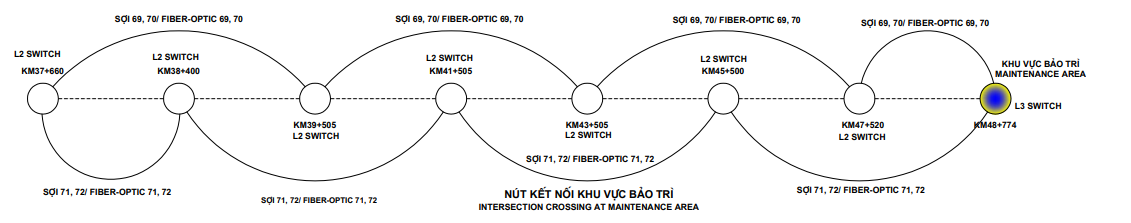 SỢI 69, 70/ FIBER-OPTIC 69, 70
SỢI 69, 70/ FIBER-OPTIC 69, 70
SỢI 69, 70/ FIBER-OPTIC 69, 70
SỢI 69, 70/ FIBER-OPTIC 69, 70
L2 SWITCH
KM37+660
L2 SWITCH
KM38+400
L2 SWITCH
KM41+505
L2 SWITCH
KM45+500
KHU VỰC BẢO TRÌ
MAINTENANCE AREA
L3 SWITCH
KM39+505
L2 SWITCH
KM43+505
L2 SWITCH
KM47+520
L2 SWITCH
KM48+774
SỢI 71, 72/ FIBER-OPTIC 71, 72
SỢI 71, 72/ FIBER-OPTIC 71, 72
SỢI 71, 72/ FIBER-OPTIC 71, 72
SỢI 71, 72/ FIBER-OPTIC 71, 72
NÚT KẾT NỐI KHU VỰC BẢO TRÌ
INTERSECTION CROSSING AT MAINTENANCE AREA